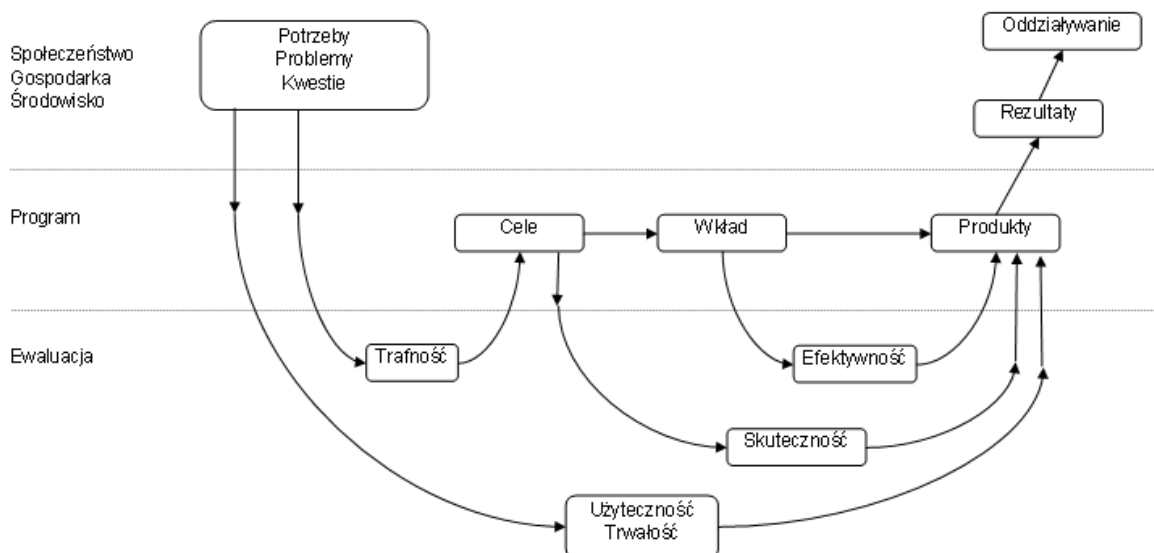 Społeczeństwo
Gospodarka
Środowisko
Potrzeby
Problemy
Kwestie
Oddziaływanie
Rezultaty
Program
Cele
Wkład
Produkty
Ewaluacja
Trafność
Efektywność
Skuteczność
Użyteczność
Trwałość